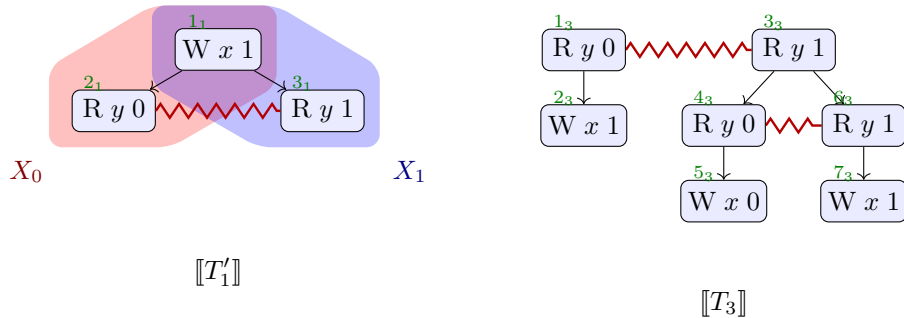 1₁ 1₃ 3₃
W x 1 R y 0 R y 1
2₁ 3₁ 2₃ 4₃ 6₃
R y 0 R y 1 W x 1 R y 0 R y 1
X₀ X₁ 5₃ 7₃
W x 0 W x 1
⟦T′₁⟧
⟦T₃⟧